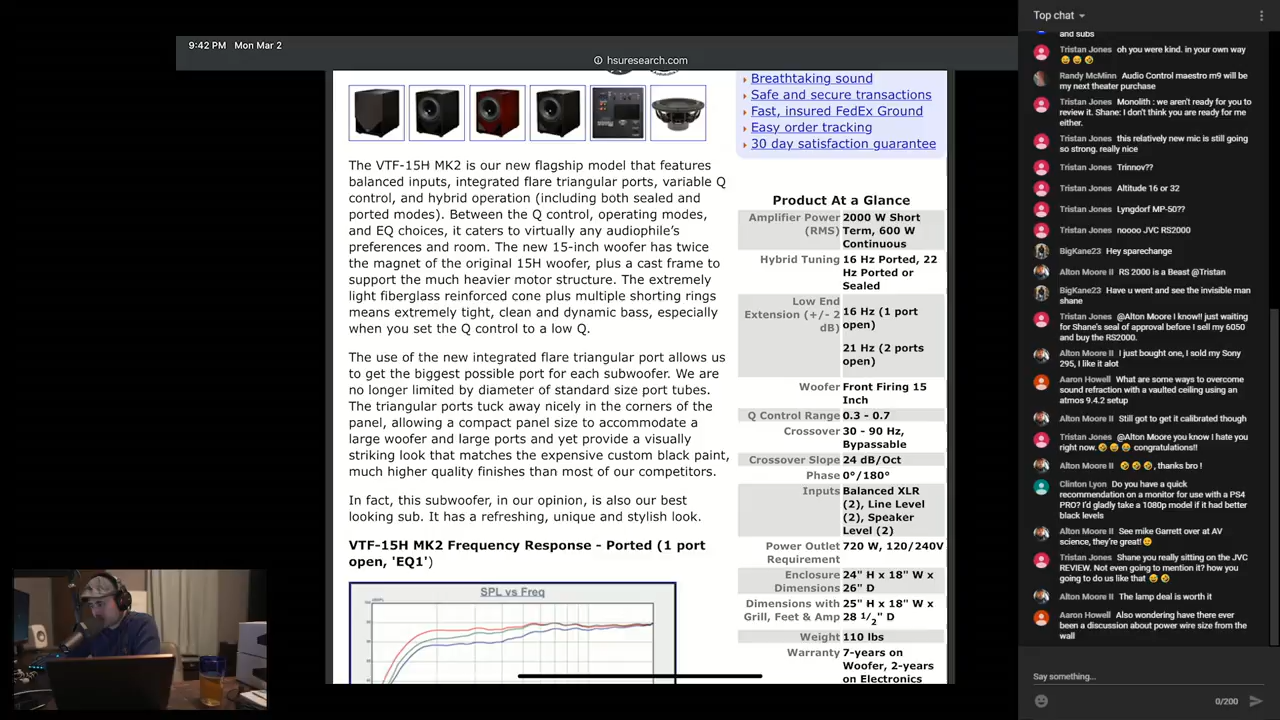 9:42 PM Mon Mar 2
hsuresearch.com
Breathtaking sound
Safe and secure transactions
Fast, insured FedEx Ground
Easy order tracking
30 day satisfaction guarantee
The VTF-15H MK2 is our new flagship model that features
balanced inputs, integrated flare triangular ports, variable Q
control, and hybrid operation (including both sealed and
ported modes). Between the Q control, operating modes,
and EQ choices, it caters to virtually any audiophile's
preferences and room. The new 15-inch woofer has twice
the magnet of the original 15H woofer, plus a cast frame to
support the much heavier motor structure. The extremely
light fiberglass reinforced cone plus multiple shorting rings
means extremely tight, clean and dynamic bass, especially
when you set the Q control to a low Q.
The use of the new integrated flare triangular port allows us
to get the biggest possible port for each subwoofer. We are
no longer limited by diameter of standard size port tubes.
The triangular ports tuck away nicely in the corners of the
panel, allowing a compact panel size to accommodate a
large woofer and large ports and yet provide a visually
striking look that matches the expensive custom black paint,
much higher quality finishes than most of our competitors.
In fact, this subwoofer, in our opinion, is also our best
looking sub. It has a refreshing, unique and stylish look.
VTF-15H MK2 Frequency Response - Ported (1 port
open, 'EQ1')
SPL vs Freq
Product At a Glance
Amplifier Power 2000 W Short
(RMS) Term, 600 W
Continuous
Hybrid Tuning 16 Hz Ported, 22
Hz Ported or
Sealed
Low End
Extension (+/- 2 16 Hz (1 port
dB) open)
21 Hz (2 ports
open)
Woofer Front Firing 15
Inch
Q Control Range 0.3 - 0.7
Crossover 30 - 90 Hz,
Bypassable
Crossover Slope 24 dB/Oct
Phase 0°/180°
Inputs Balanced XLR
(2), Line Level
(2), Speaker
Level (2)
Power Outlet 720 W, 120/240V
Requirement
Enclosure 24" H x 18" W x
Dimensions 26" D
Dimensions with 25" H x 18" W x
Grill, Feet & Amp 28 1/2" D
Weight 110 lbs
Warranty 7-years on
Woofer, 2-years
on Electronics
Top chat
and subs
Tristan Jones oh you were kind. in your own way
😅😅🤣
Randy McMinn Audio Control maestro m9 will be
my next theater purchase
Tristan Jones Monolith : we aren't ready for you to
review it. Shane: I don't think you are ready for me
either.
Tristan Jones this relatively new mic is still going
so strong. really nice
Tristan Jones Trinnov??
Tristan Jones Altitude 16 or 32
Tristan Jones Lyngdorf MP-50??
Tristan Jones noooo JVC RS2000
BigKane23 Hey sparechange
Alton Moore II RS 2000 is a Beast @Tristan
BigKane23 Have u went and see the invisible man
shane
Tristan Jones @Alton Moore I know!! just waiting
for Shane's seal of approval before I sell my 6050
and buy the RS2000.
Alton Moore II I just bought one, I sold my Sony
295, I like it alot
Aaron Howell What are some ways to overcome
sound refraction with a vaulted ceiling using an
atmos 9.4.2 setup
Alton Moore II Still got to get it calibrated though
Tristan Jones @Alton Moore you know I hate you
right now. 🤣😅😂 congratulations!!
Alton Moore II 🤣🤣🤣, thanks bro !
Clinton Lyon Do you have a quick
recommendation on a monitor for use with a PS4
PRO? I'd gladly take a 1080p model if it had better
black levels
Alton Moore II See mike Garrett over at AV
science, they're great!😉
Tristan Jones Shane you really sitting on the JVC
REVIEW. Not even going to mention it? how you
going to do us like that 😅🤣
Alton Moore II The lamp deal is worth it
Aaron Howell Also wondering have there ever
been a discussion about power wire size from the
wall
Say something...
0/200